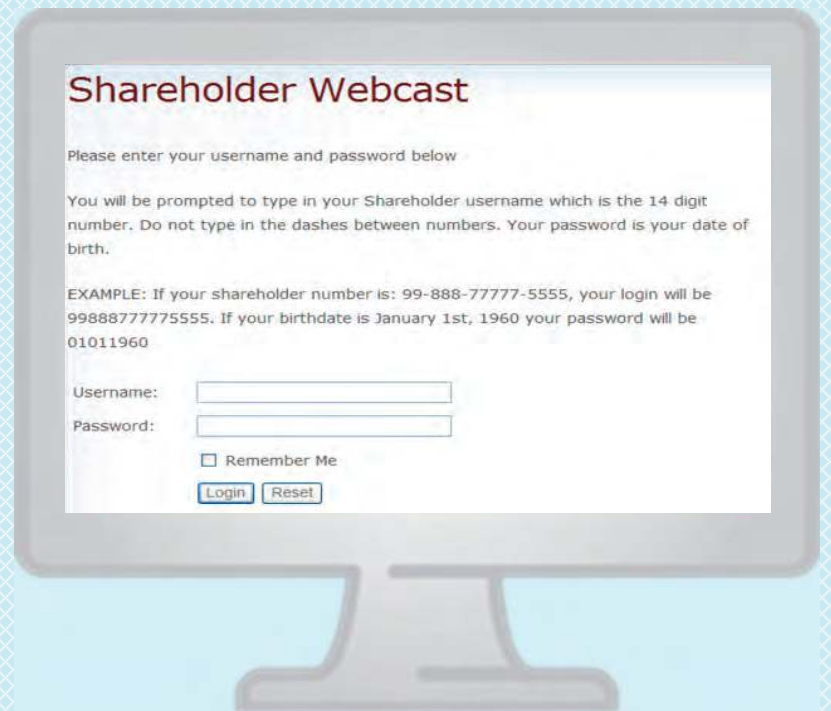 Shareholder Webcast
Please enter your username and password below
You will be prompted to type in your Shareholder username which is the 14 digit
number. Do not type in the dashes between numbers. Your password is your date of
birth.
EXAMPLE: If your shareholder number is: 99-888-77777-5555, your login will be
99888777775555. If your birthdate is January 1st, 1960 your password will be
01011960
Username:
Password:
Remember Me
Login Reset